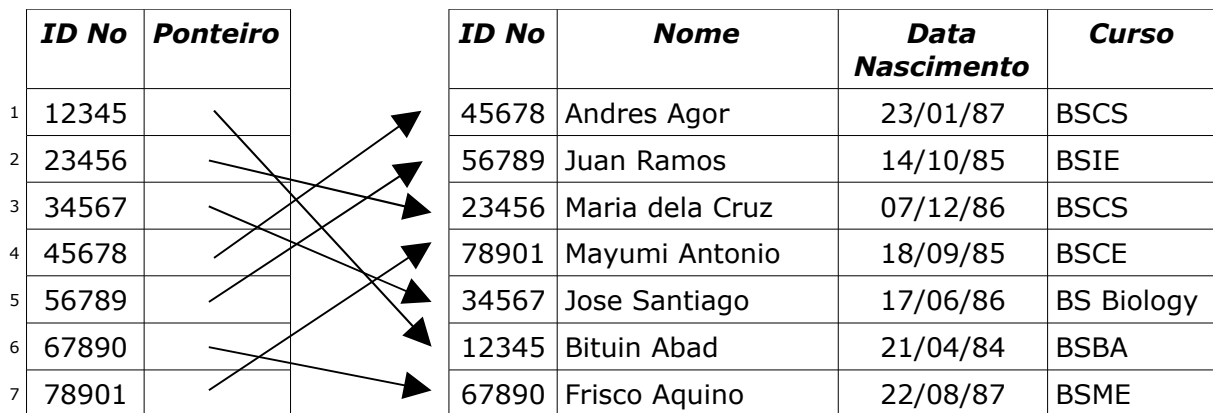 ID No Ponteiro ID No Nome Data Nascimento Curso
1 12345 45678 Andres Agor 23/01/87 BSCS
2 23456 56789 Juan Ramos 14/10/85 BSIE
3 34567 23456 Maria dela Cruz 07/12/86 BSCS
4 45678 78901 Mayumi Antonio 18/09/85 BSCE
5 56789 34567 Jose Santiago 17/06/86 BS Biology
6 67890 12345 Bituin Abad 21/04/84 BSBA
7 78901 67890 Frisco Aquino 22/08/87 BSME